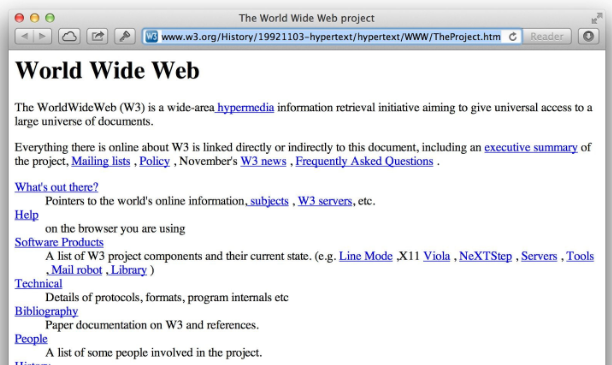 The World Wide Web project
W3 www.w3.org/History/19921103-hypertext/hypertext/WWW/TheProject.htm
Reader
World Wide Web
The WorldWideWeb (W3) is a wide-area hypermedia information retrieval initiative aiming to give universal access to a
large universe of documents.
Everything there is online about W3 is linked directly or indirectly to this document, including an executive summary of
the project, Mailing lists , Policy , November's W3 news , Frequently Asked Questions .
What's out there?
Pointers to the world's online information, subjects , W3 servers, etc.
Help
on the browser you are using
Software Products
A list of W3 project components and their current state. (e.g. Line Mode ,X11 Viola , NeXTStep , Servers , Tools
, Mail robot , Library )
Technical
Details of protocols, formats, program internals etc
Bibliography
Paper documentation on W3 and references.
People
A list of some people involved in the project.
History